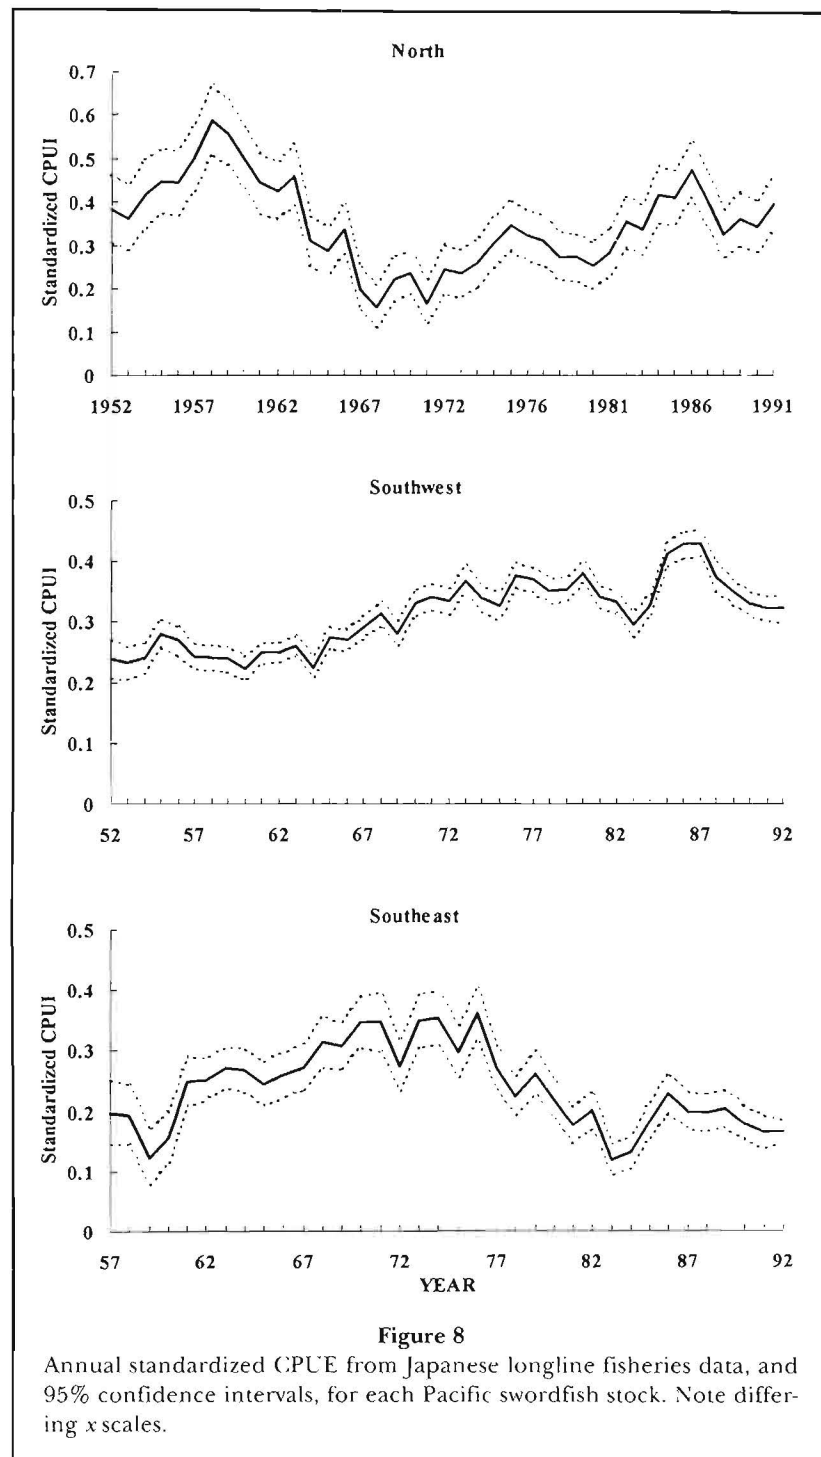 North
Standardized CPUI
0.7
0.6
0.5
0.4
0.3
0.2
0.1
0
1952 1957 1962 1967 1972 1976 1981 1986 1991
Southwest
Standardized CPUI
0.5
0.4
0.3
0.2
0.1
0
52 57 62 67 72 77 82 87 92
Southeast
Standardized CPUI
0.5
0.4
0.3
0.2
0.1
0
57 62 67 72 77 82 87 92
YEAR
Figure 8
Annual standardized CPUE from Japanese longline fisheries data, and
95% confidence intervals, for each Pacific swordfish stock. Note differ-
ing x scales.